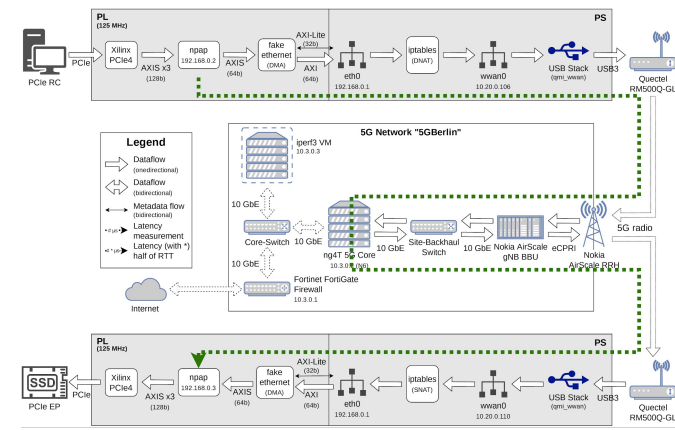 PL
(125 MHz)
PS
PCIe RC
PCIe
Xilinx
PCIe4
AXIS x3
(128b)
npap
192.168.0.2
AXIS
(64b)
fake
ethernet
(DMA)
AXI-Lite
(32b)
AXI
(64b)
eth0
192.168.0.1
iptables
(DNAT)
wwan0
10.20.0.106
USB Stack
(qmi_wwan)
USB3
Quectel
RM500Q-GL
Legend
Dataflow
(onedirectional)
Dataflow
(bidirectional)
Metadata flow
(bidirectional)
Latency
measurement
Latency (with *)
half of RTT
5G Network "5GBerlin"
iperf3 VM
10.3.0.3
10 GbE
Core-Switch
10 GbE
10 GbE
ng4T 5G Core
10 GbE
Site-Backhaul
Switch
10 GbE
Nokia AirScale
gNB BBU
eCPRI
Nokia
AirScale RRH
5G radio
Fortinet FortiGate
Firewall
10.3.0.1
Internet
PL
(125 MHz)
PS
PCIe EP
SSD
PCIe
Xilinx
PCIe4
AXIS x3
(128b)
npap
192.168.0.3
AXIS
(64b)
fake
ethernet
(DMA)
AXI-Lite
(32b)
AXI
(64b)
eth0
192.168.0.1
iptables
(SNAT)
wwan0
10.20.0.110
USB Stack
(qmi_wwan)
USB3
Quectel
RM500Q-GL